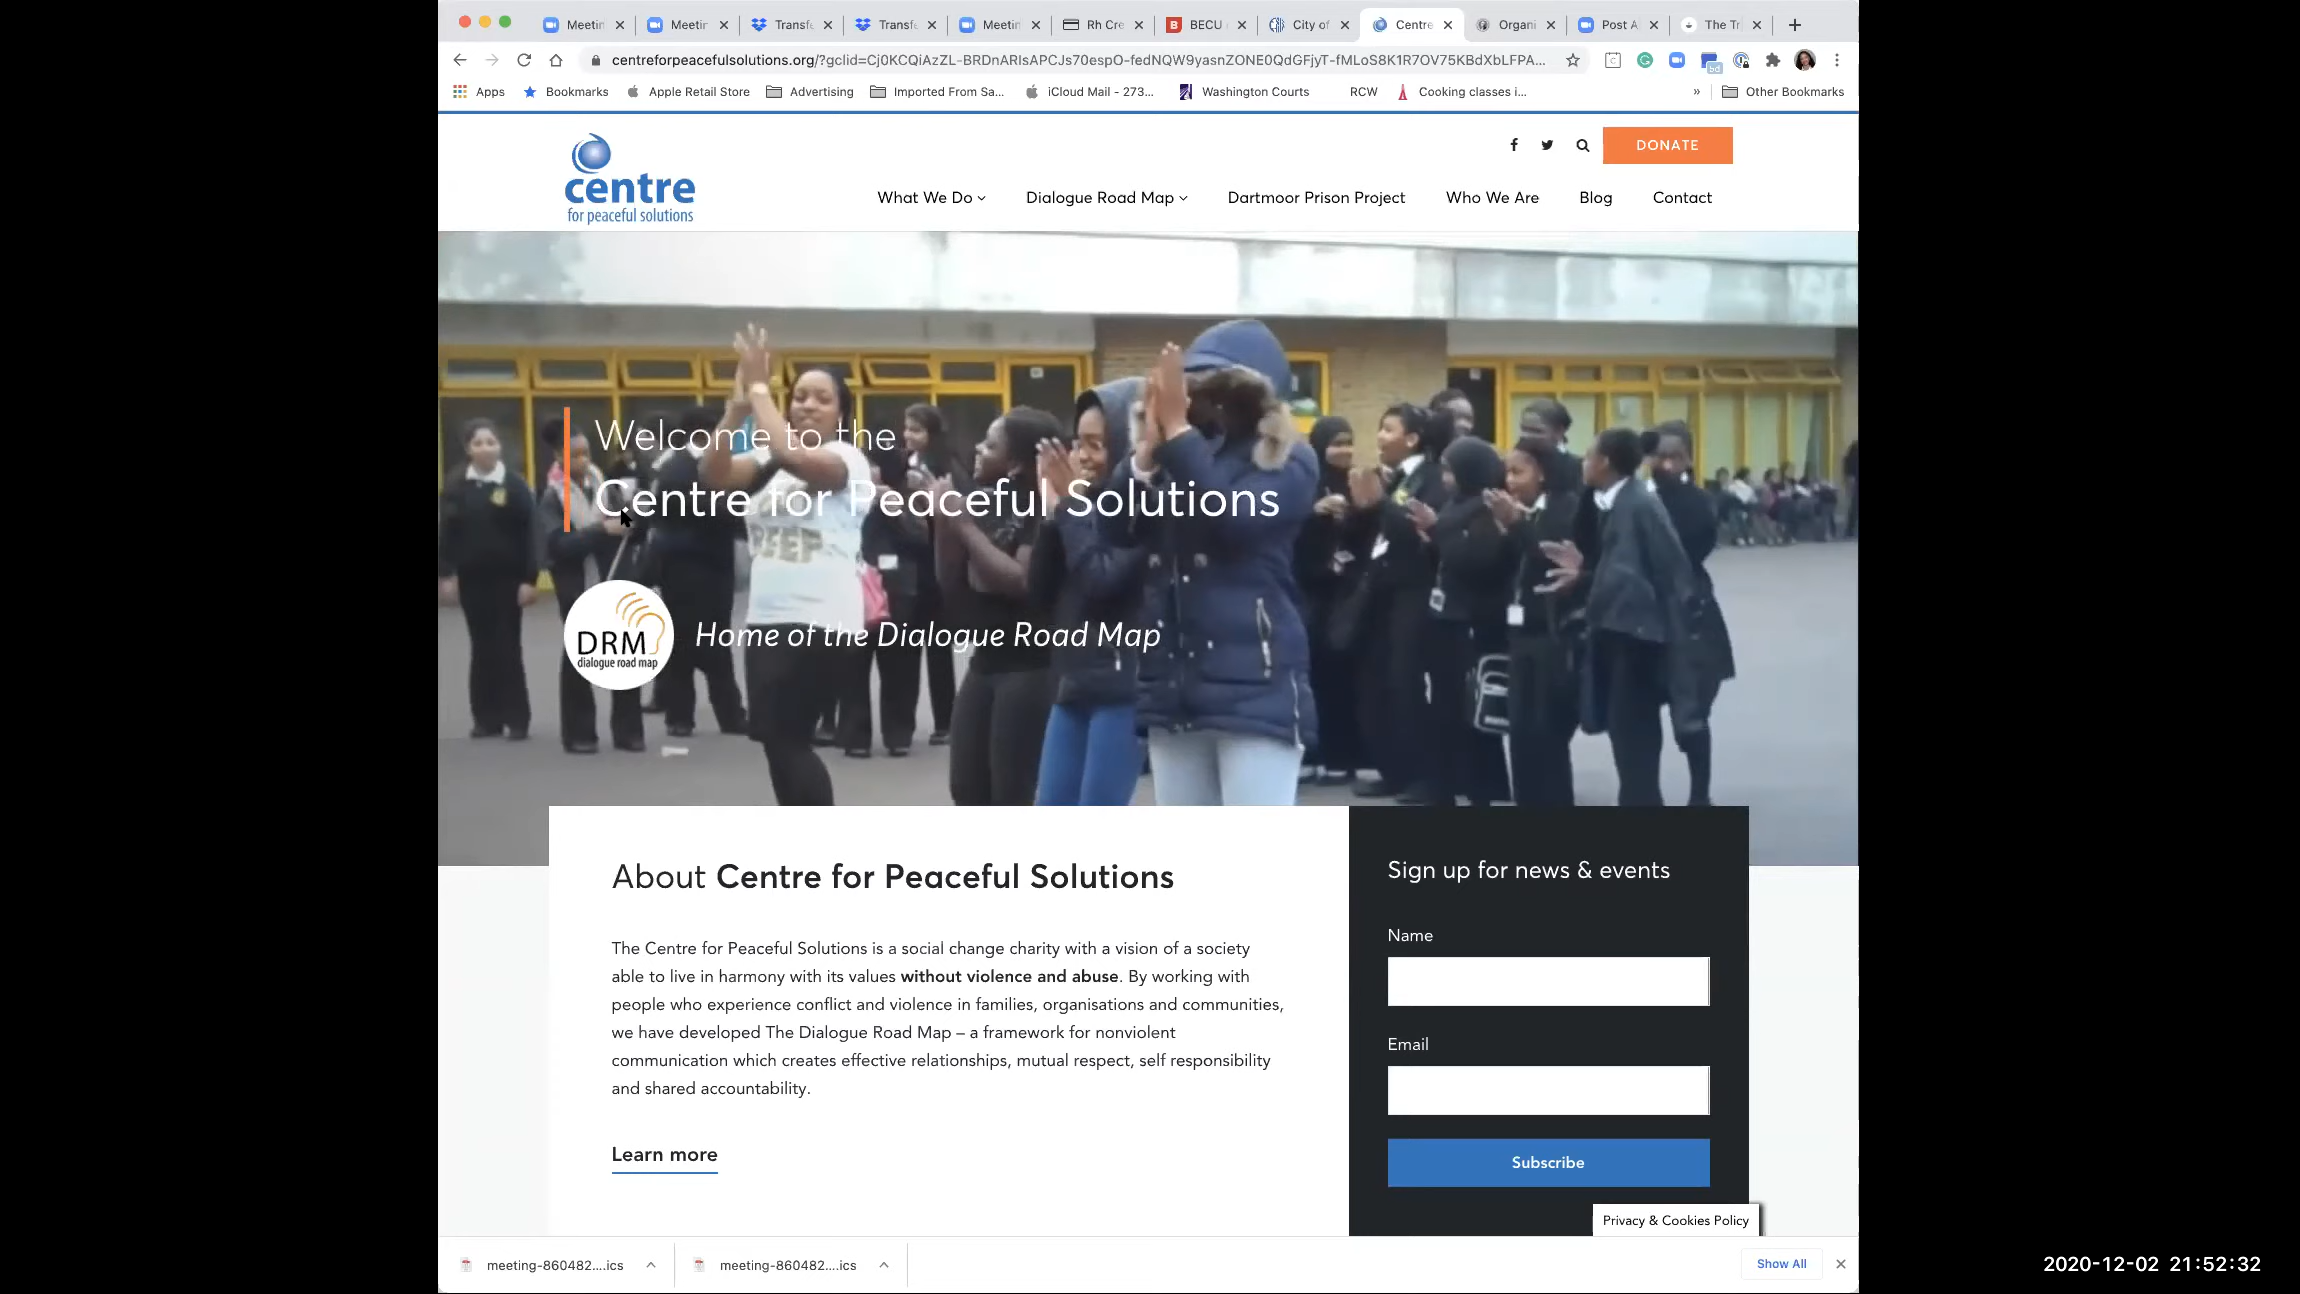 Meetin
Meetin
Transfe
Transfe
Meetin
Rh Cre
BECU
City of
Centre
Organi
Post A
The Tr
centreforpeacefulsolutions.org/?gclid=Cj0KCQiAzZL-BRDnARIsAPCJs70espO-fedNQW9yasnZONE0QdGFjyT-fMLoS8K1R7OV75KBdXbLFPA...
Apps
Bookmarks
Apple Retail Store
Advertising
Imported From Sa...
iCloud Mail - 273...
Washington Courts
RCW
Cooking classes i...
»
Other Bookmarks
centre
for peaceful solutions
DONATE
What We Do
Dialogue Road Map
Dartmoor Prison Project
Who We Are
Blog
Contact
Welcome to the
Centre for Peaceful Solutions
DRM
dialogue road map
Home of the Dialogue Road Map
About Centre for Peaceful Solutions
The Centre for Peaceful Solutions is a social change charity with a vision of a society
able to live in harmony with its values without violence and abuse. By working with
people who experience conflict and violence in families, organisations and communities,
we have developed The Dialogue Road Map – a framework for nonviolent
communication which creates effective relationships, mutual respect, self responsibility
and shared accountability.
Learn more
Sign up for news & events
Name
Email
Subscribe
Privacy & Cookies Policy
meeting-860482....ics
meeting-860482....ics
Show All
2020-12-02 21:52:32